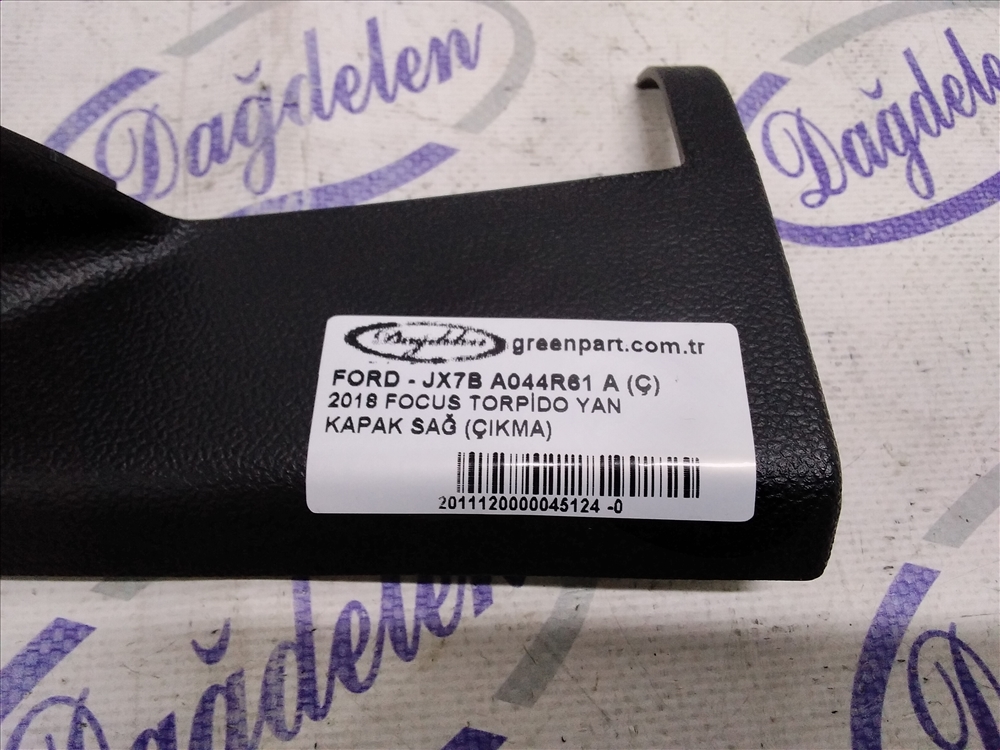 Dağdelen
Dağdelen
Dağdelen greenpart.com.tr
FORD - JX7B A044R61 A (Ç)
2018 FOCUS TORPİDO YAN
KAPAK SAĞ (ÇIKMA)
2011120000045124 -0
Dağdelen